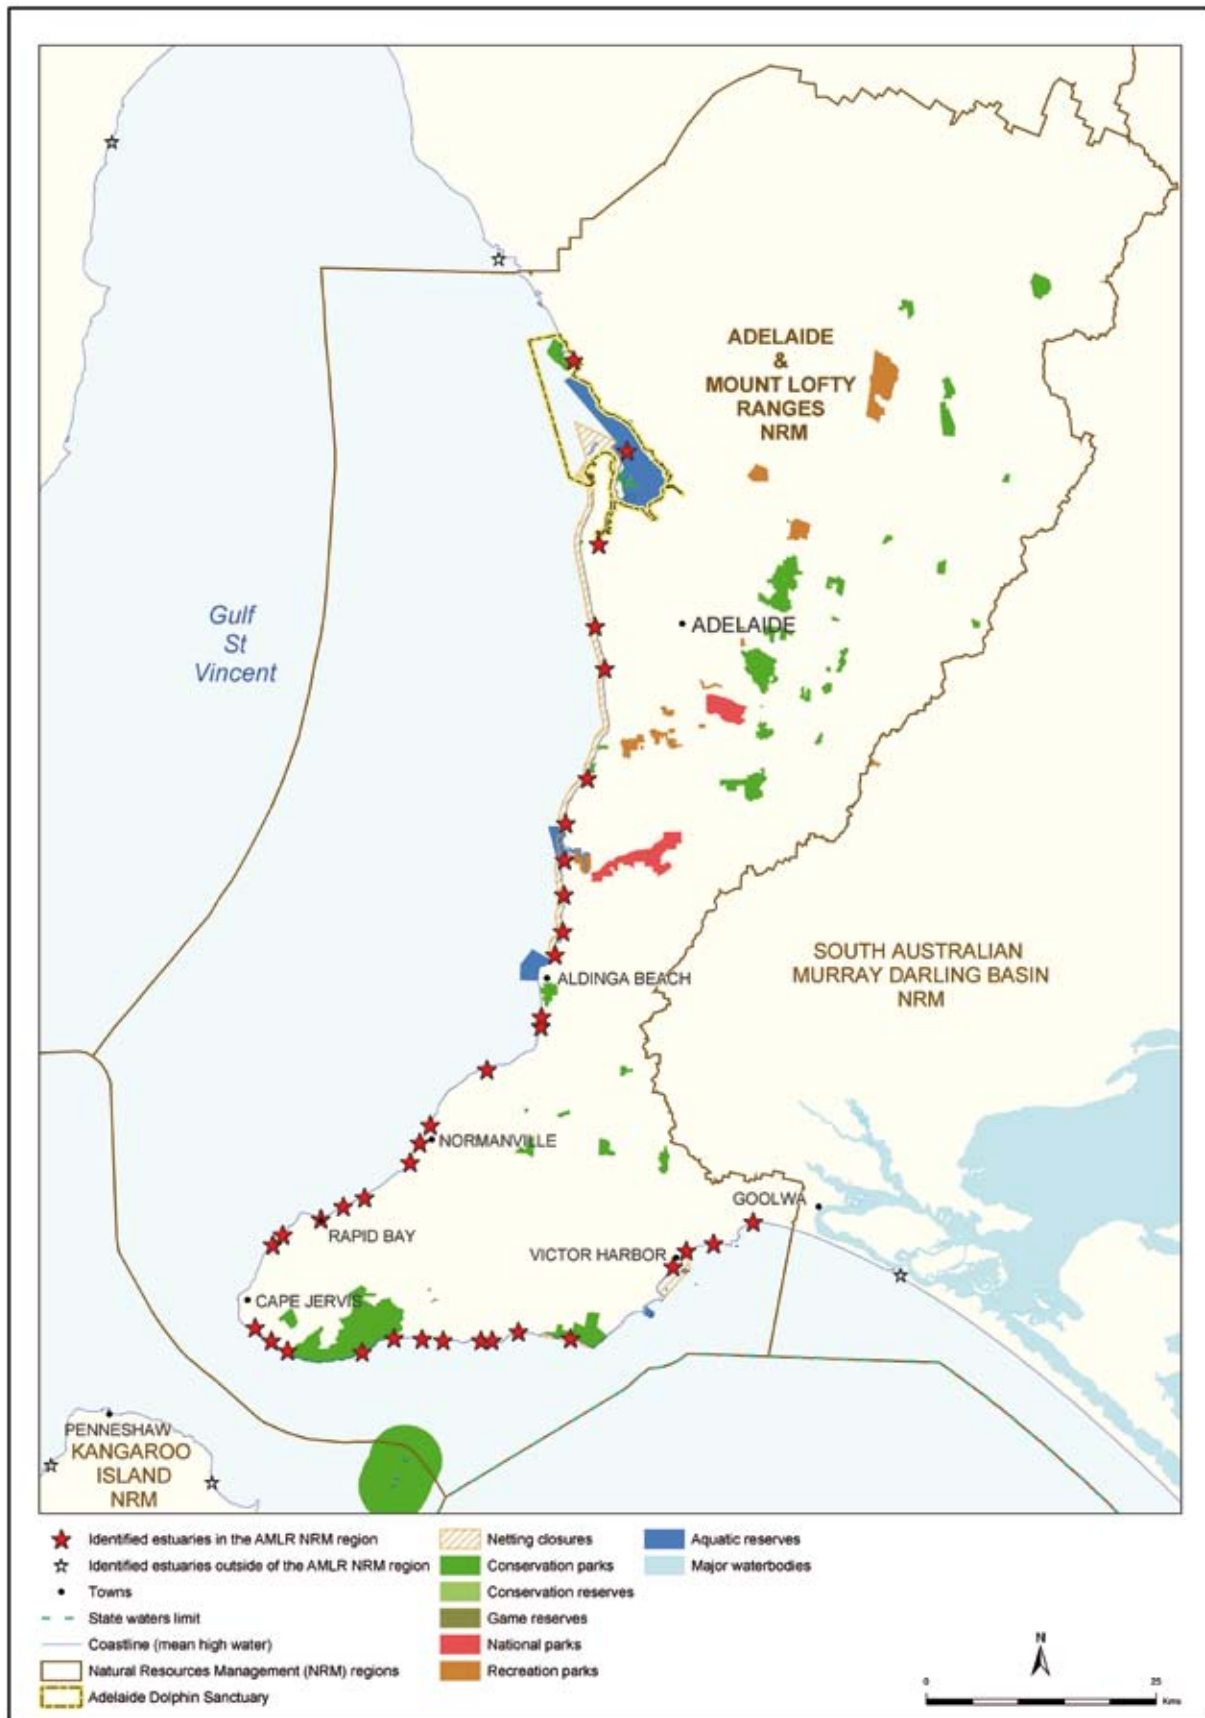 ADELAIDE
&
MOUNT LOFTY
RANGES
NRM
Gulf
St
Vincent
ADELAIDE
SOUTH AUSTRALIAN
MURRAY DARLING BASIN
NRM
ALDINGA BEACH
NORMANVILLE
GOOLWA
RAPID BAY
VICTOR HARBOR
CAPE JERVIS
PENNESHAW
KANGAROO
ISLAND
NRM
Identified estuaries in the AMLR NRM region
Identified estuaries outside of the AMLR NRM region
Towns
State waters limit
Coastline (mean high water)
Natural Resources Management (NRM) regions
Adelaide Dolphin Sanctuary
Netting closures
Conservation parks
Conservation reserves
Game reserves
National parks
Recreation parks
Aquatic reserves
Major waterbodies
N
0 25
Kms